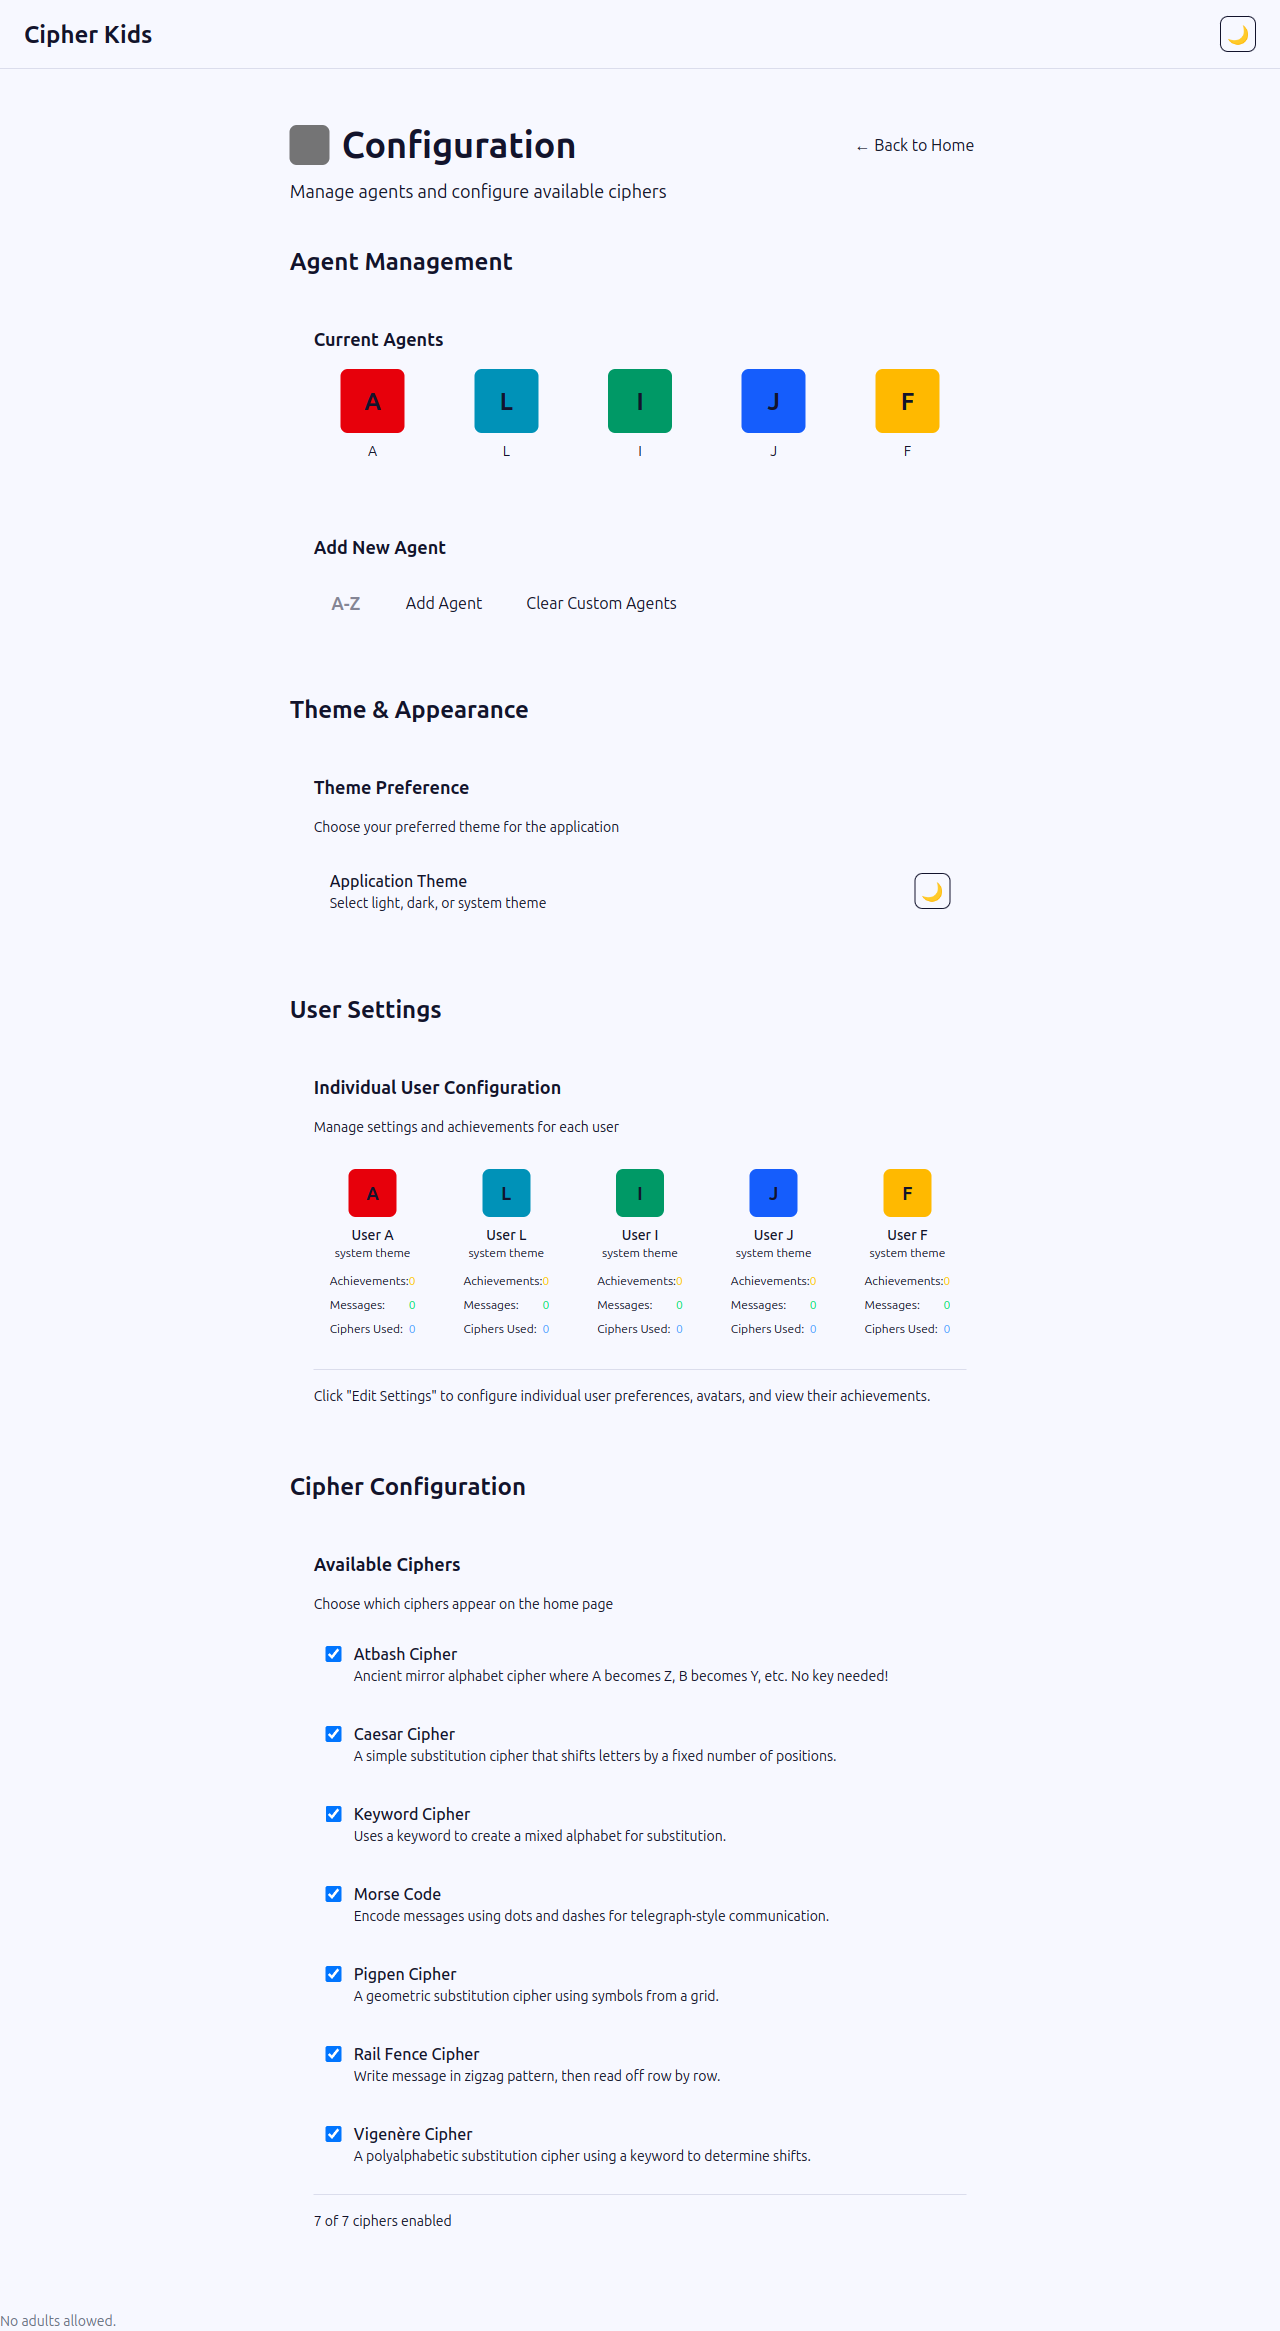 Cipher Kids
Configuration
← Back to Home
Manage agents and configure available ciphers
Agent Management
Current Agents
A L I J F
A L I J F
Add New Agent
A-Z Add Agent Clear Custom Agents
Theme & Appearance
Theme Preference
Choose your preferred theme for the application
Application Theme
Select light, dark, or system theme
User Settings
Individual User Configuration
Manage settings and achievements for each user
A L I J F
User A User L User I User J User F
system theme system theme system theme system theme system theme
Achievements:0 Achievements:0 Achievements:0 Achievements:0 Achievements:0
Messages: 0 Messages: 0 Messages: 0 Messages: 0 Messages: 0
Ciphers Used: 0 Ciphers Used: 0 Ciphers Used: 0 Ciphers Used: 0 Ciphers Used: 0
Click "Edit Settings" to configure individual user preferences, avatars, and view their achievements.
Cipher Configuration
Available Ciphers
Choose which ciphers appear on the home page
Atbash Cipher
Ancient mirror alphabet cipher where A becomes Z, B becomes Y, etc. No key needed!
Caesar Cipher
A simple substitution cipher that shifts letters by a fixed number of positions.
Keyword Cipher
Uses a keyword to create a mixed alphabet for substitution.
Morse Code
Encode messages using dots and dashes for telegraph-style communication.
Pigpen Cipher
A geometric substitution cipher using symbols from a grid.
Rail Fence Cipher
Write message in zigzag pattern, then read off row by row.
Vigenère Cipher
A polyalphabetic substitution cipher using a keyword to determine shifts.
7 of 7 ciphers enabled
No adults allowed.